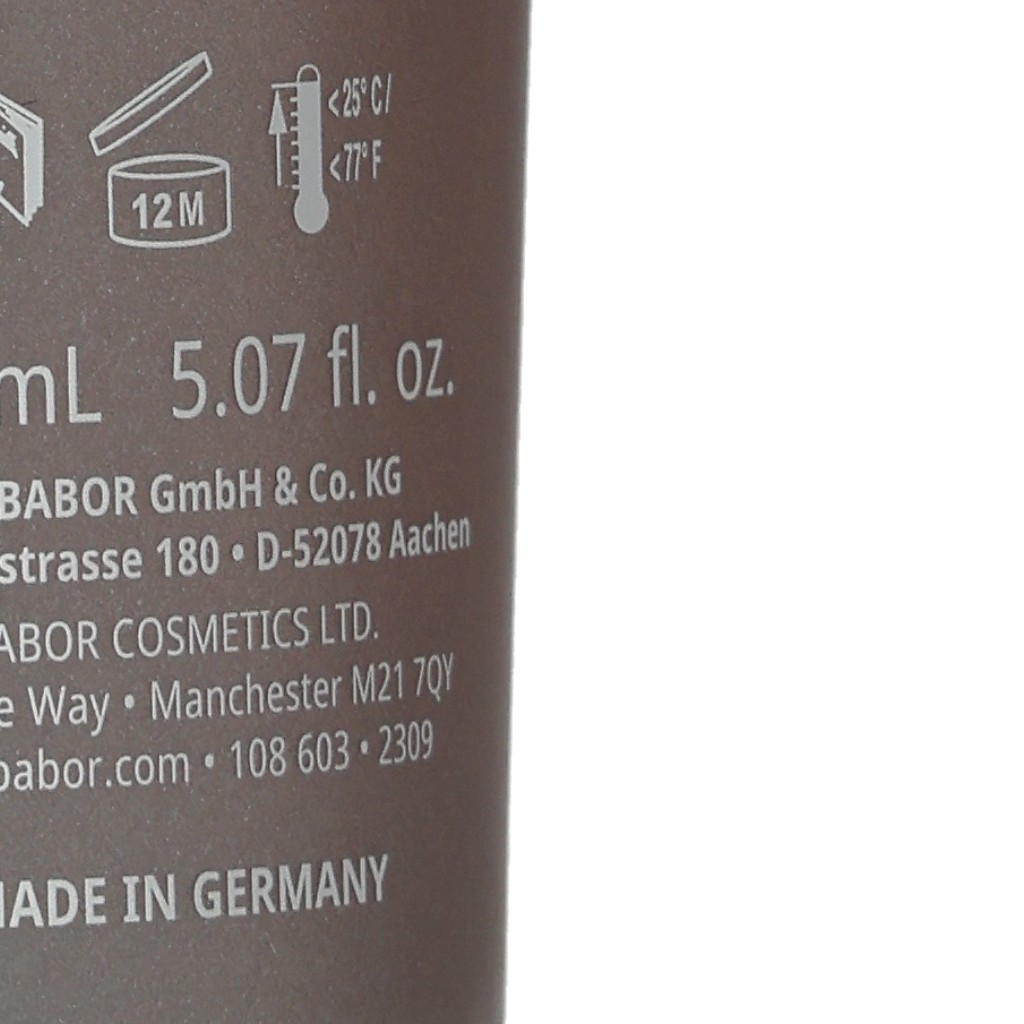 <25° C /
<77° F
12 M
mL 5.07 fl. oz.
BABOR GmbH & Co. KG
strasse 180 • D-52078 Aachen
ABOR COSMETICS LTD.
e Way • Manchester M21 7QY
babor.com • 108 603 • 2309
MADE IN GERMANY